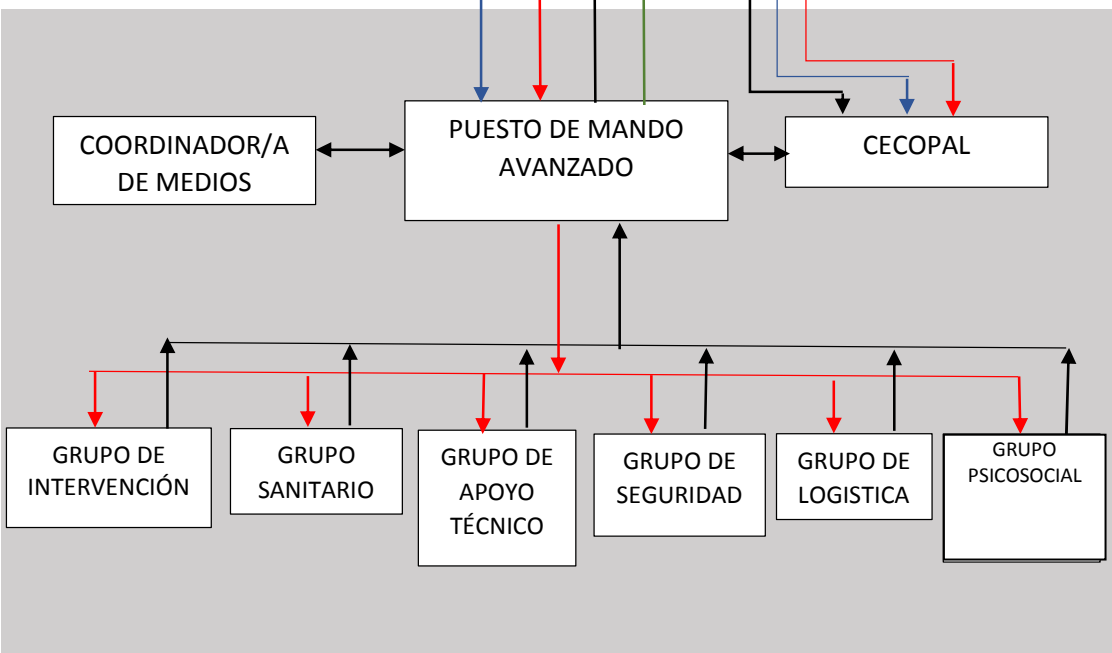 COORDINADOR/A
DE MEDIOS
PUESTO DE MANDO
AVANZADO
CECOPAL
GRUPO DE
INTERVENCIÓN
GRUPO
SANITARIO
GRUPO DE
APOYO
TÉCNICO
GRUPO DE
SEGURIDAD
GRUPO DE
LOGISTICA
GRUPO
PSICOSOCIAL